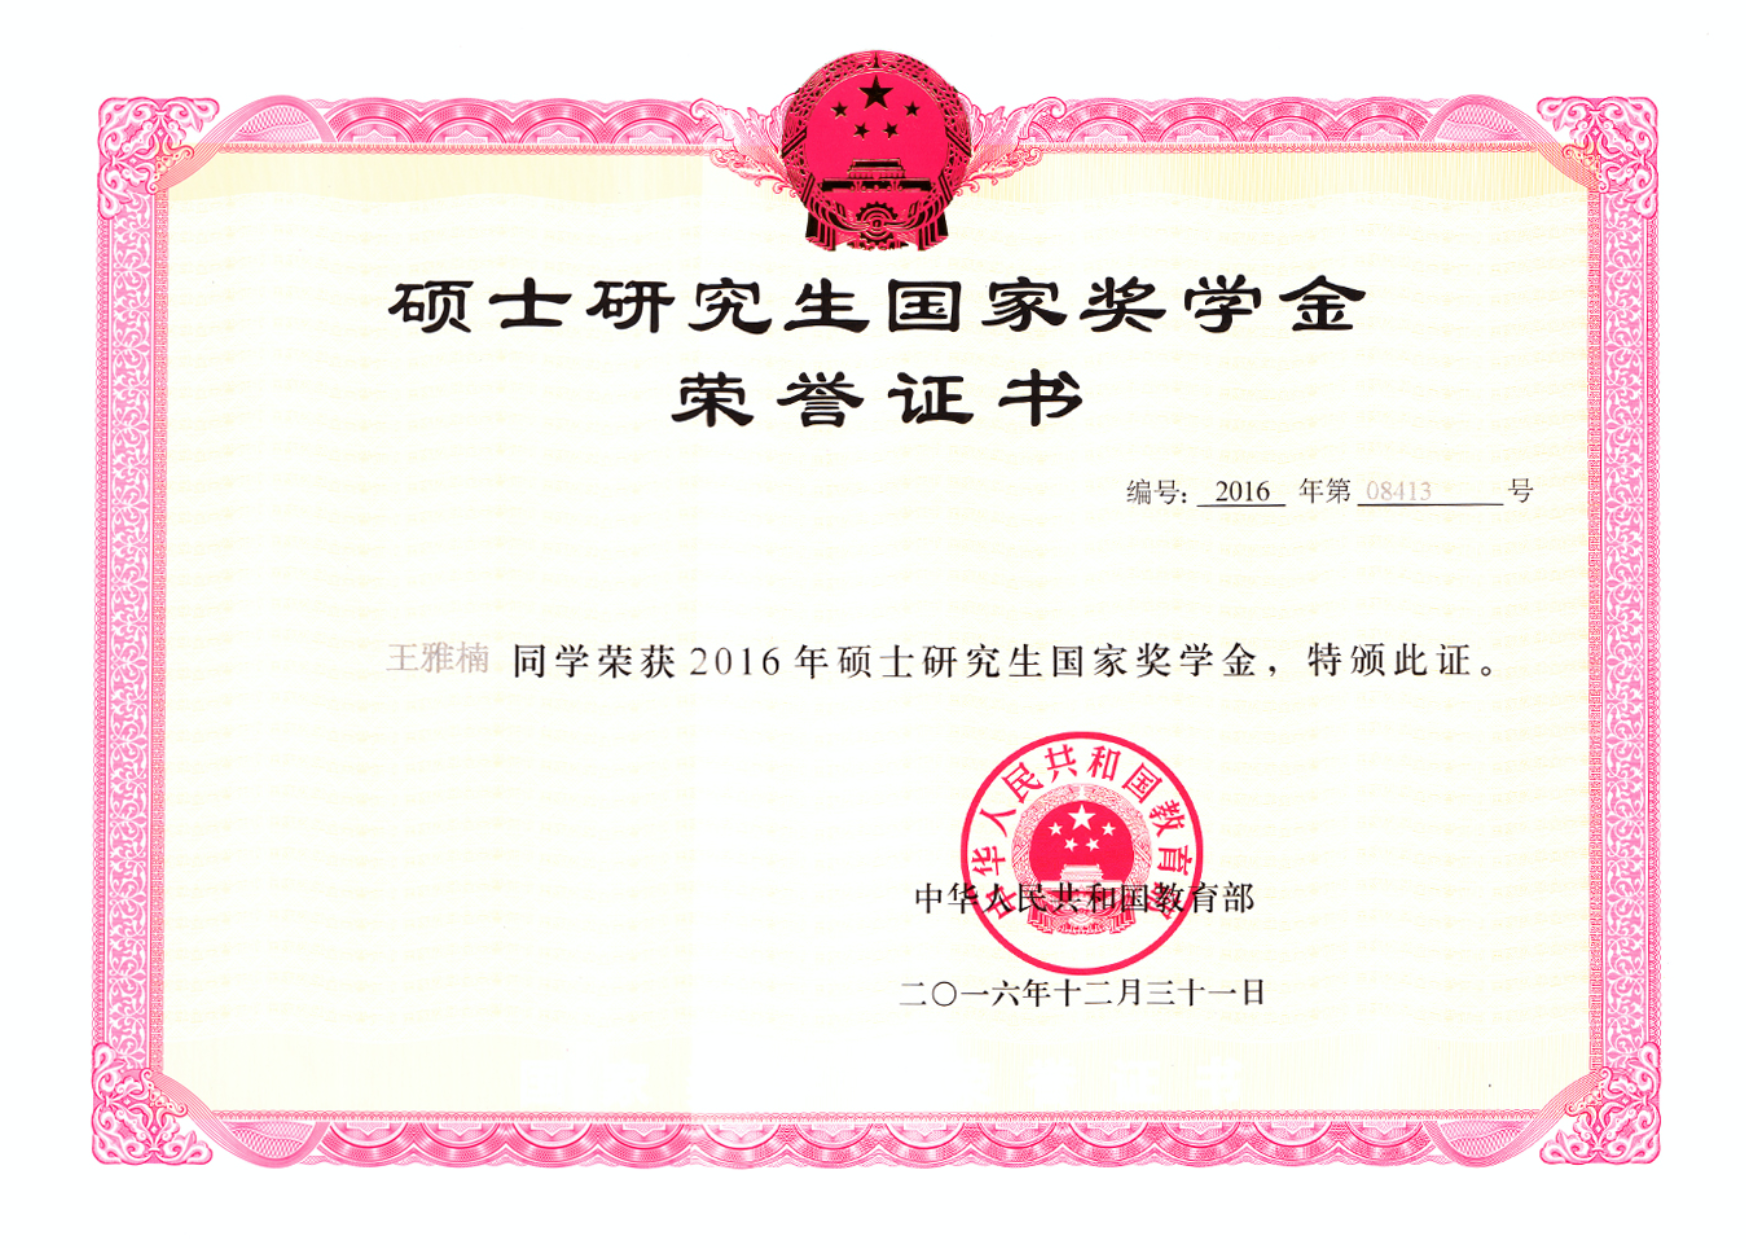 硕士研究生国家奖学金
荣誉证书
编号: 2016 年第 08413 号
王雅楠 同学荣获2016年硕士研究生国家奖学金，特颁此证。
中华人民共和国教育部
中华人民共和国教育部
二〇一六年十二月三十一日